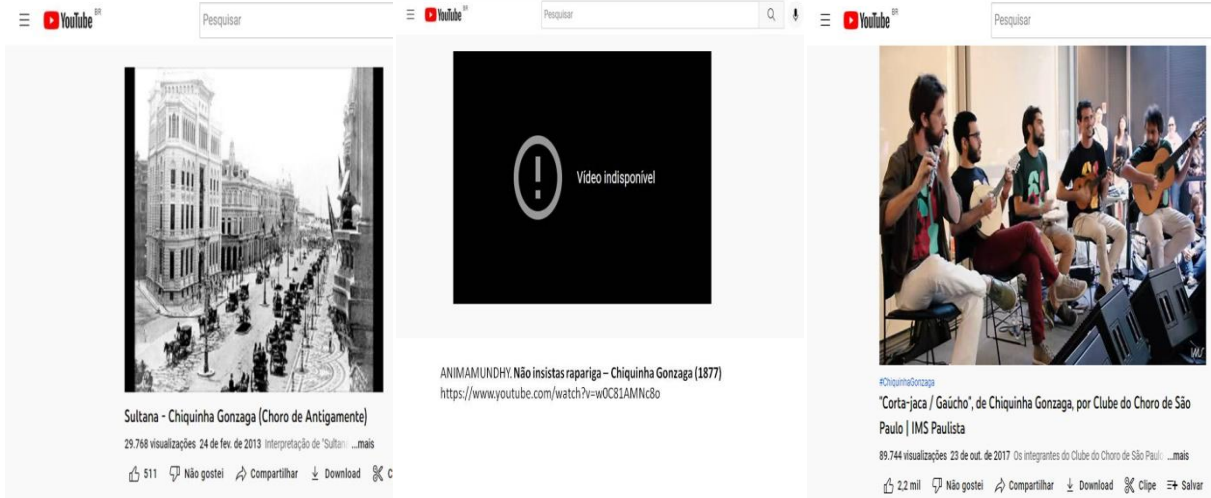 YouTube BR
Pesquisar
Sultana - Chiquinha Gonzaga (Choro de Antigamente)
29.768 visualizações 24 de fev. de 2013 Interpretação de "Sultana ...mais
511 Não gostei Compartilhar Download C
YouTube BR
Pesquisar
Vídeo indisponível
ANIMAMUNDHY. Não insistas rapariga – Chiquinha Gonzaga (1877)
https://www.youtube.com/watch?v=w0C81AMNc8o
YouTube BR
Pesquisar
#ChiquinhaGonzaga
"Corta-jaca / Gaúcho", de Chiquinha Gonzaga, por Clube do Choro de São
Paulo | IMS Paulista
89.744 visualizações 23 de out. de 2017 Os integrantes do Clube do Choro de São Paulo ...mais
2,2 mil Não gostei Compartilhar Download Clipe Salvar